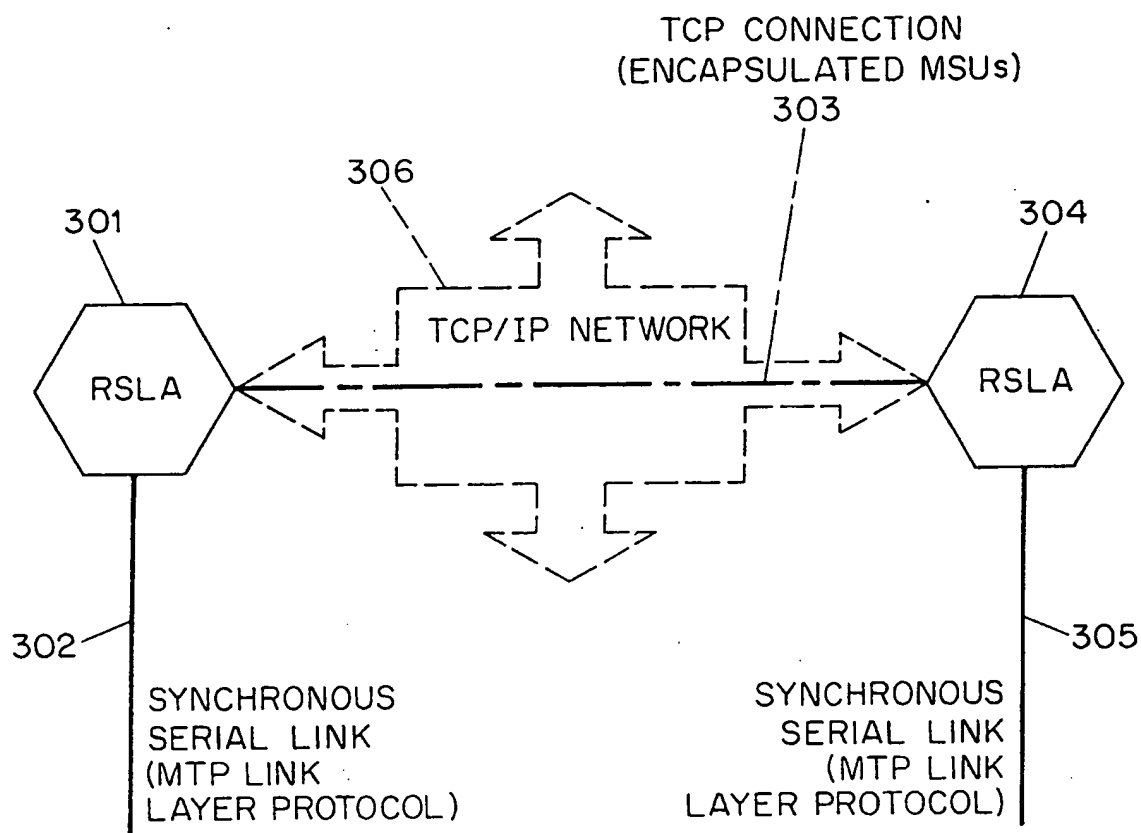 TCP CONNECTION
(ENCAPSULATED MSUs)
303
306
301
304
TCP/IP NETWORK
RSLA
RSLA
302
305
SYNCHRONOUS
SERIAL LINK
(MTP LINK
LAYER PROTOCOL)
SYNCHRONOUS
SERIAL LINK
(MTP LINK
LAYER PROTOCOL)